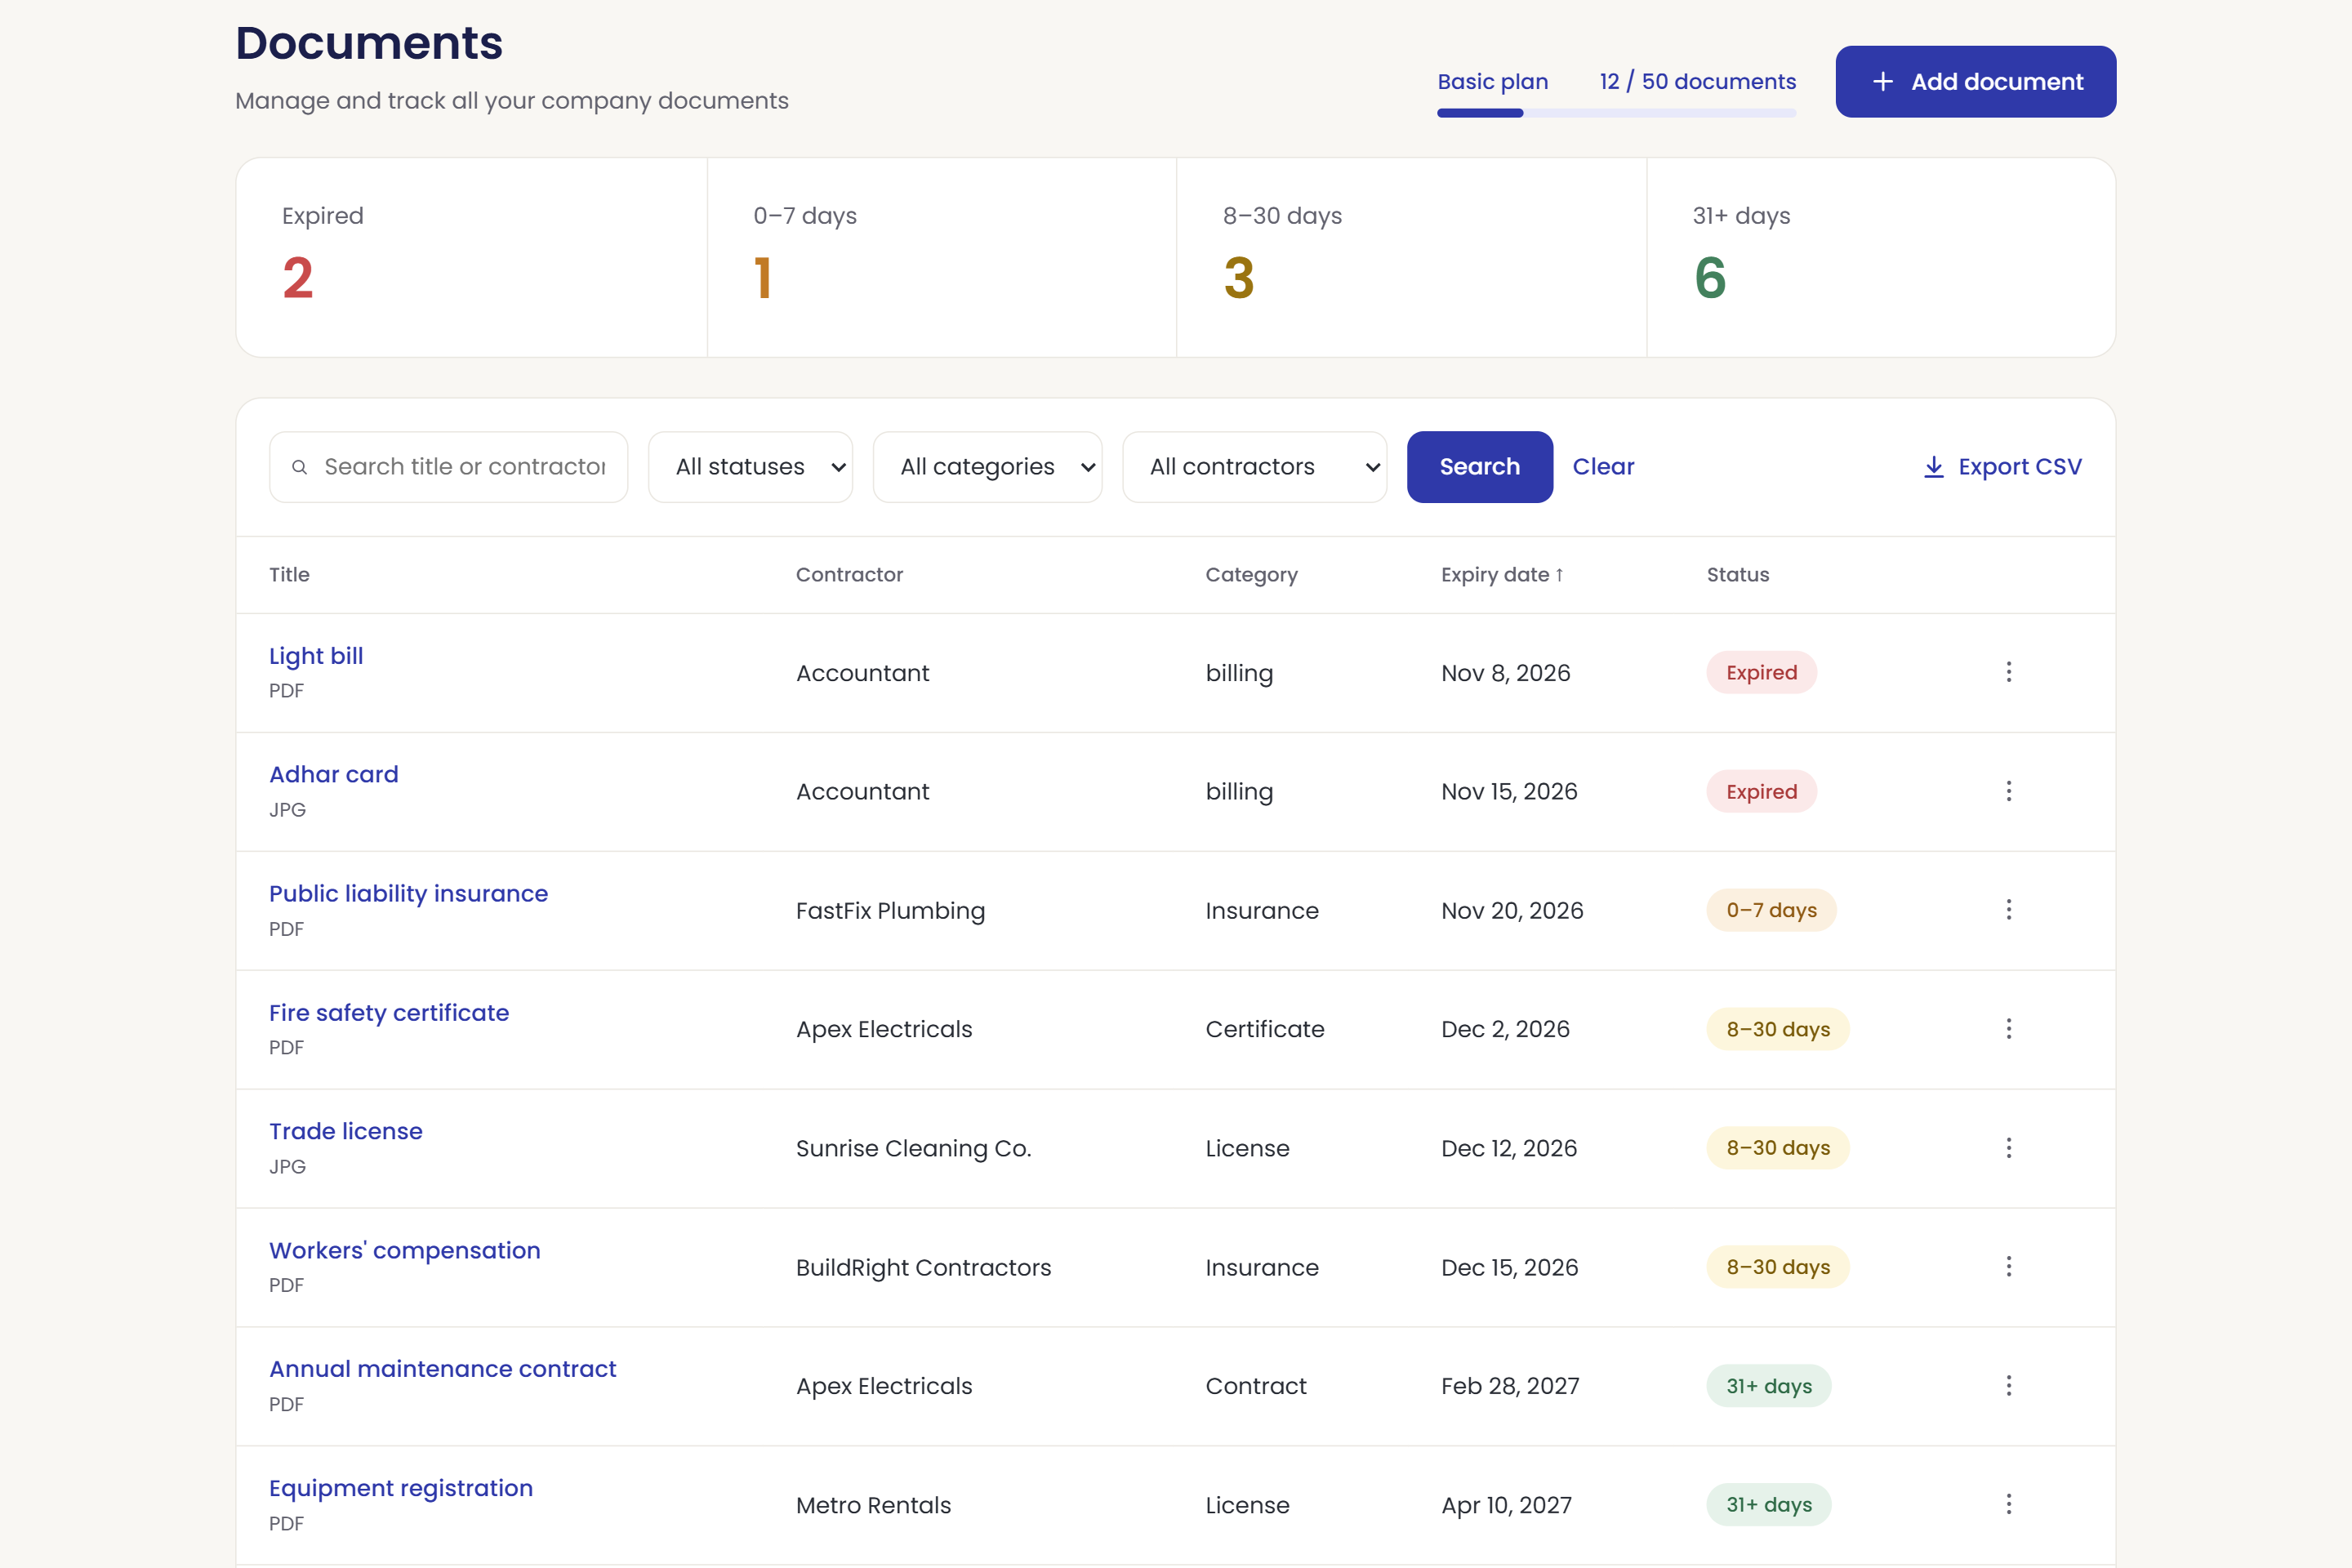 Documents
Manage and track all your company documents
Basic plan 12 / 50 documents
+ Add document
Expired 0–7 days 8–30 days 31+ days
2 1 3 6
Search title or contractor All statuses All categories All contractors Search Clear Export CSV
Title Contractor Category Expiry date ↑ Status
Light bill
PDF
Accountant billing Nov 8, 2026 Expired
Adhar card
JPG
Accountant billing Nov 15, 2026 Expired
Public liability insurance
PDF
FastFix Plumbing Insurance Nov 20, 2026 0–7 days
Fire safety certificate
PDF
Apex Electricals Certificate Dec 2, 2026 8–30 days
Trade license
JPG
Sunrise Cleaning Co. License Dec 12, 2026 8–30 days
Workers' compensation
PDF
BuildRight Contractors Insurance Dec 15, 2026 8–30 days
Annual maintenance contract
PDF
Apex Electricals Contract Feb 28, 2027 31+ days
Equipment registration
PDF
Metro Rentals License Apr 10, 2027 31+ days